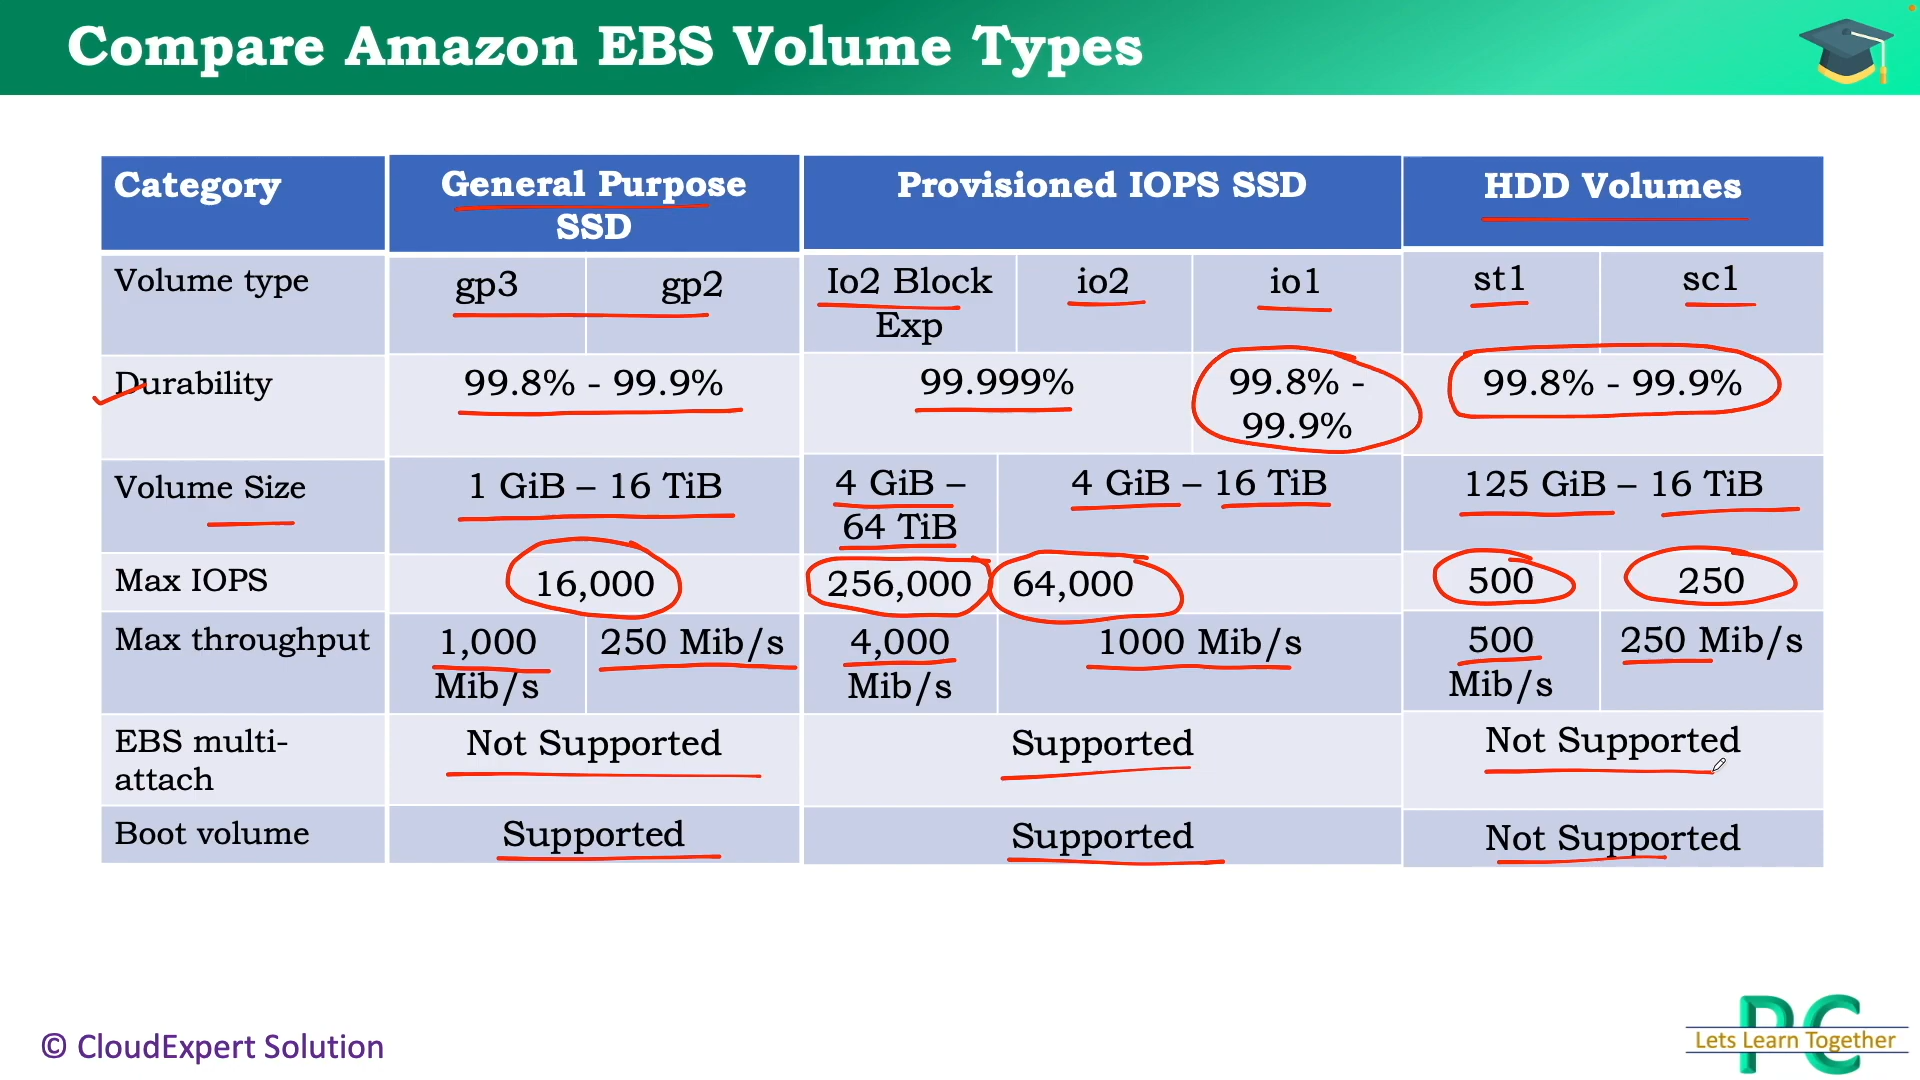 Compare Amazon EBS Volume Types
Category
General Purpose
SSD
Provisioned IOPS SSD
HDD Volumes
Volume type
gp3
gp2
Io2 Block
Exp
io2
io1
st1
sc1
Durability
99.8% - 99.9%
99.999%
99.8% -
99.9%
99.8% - 99.9%
Volume Size
1 GiB – 16 TiB
4 GiB –
64 TiB
4 GiB – 16 TiB
125 GiB – 16 TiB
Max IOPS
16,000
256,000
64,000
500
250
Max throughput
1,000
Mib/s
250 Mib/s
4,000
Mib/s
1000 Mib/s
500
Mib/s
250 Mib/s
EBS multi-
attach
Not Supported
Supported
Not Supported
Boot volume
Supported
Supported
Not Supported
© CloudExpert Solution
PC
Lets Learn Together